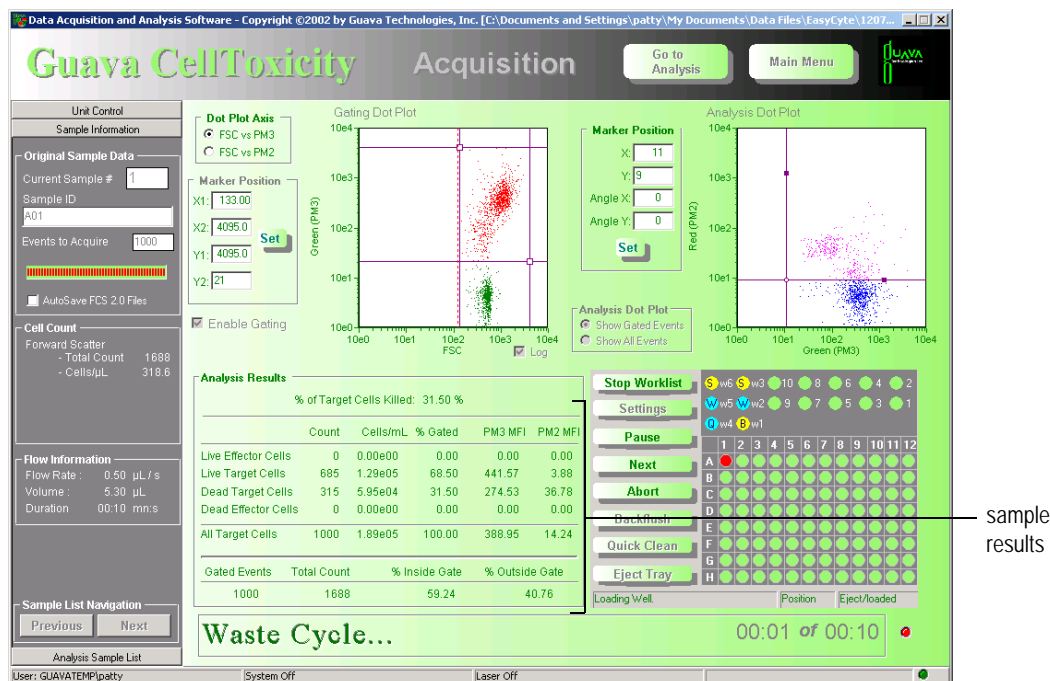 Data Acquisition and Analysis Software - Copyright ©2002 by Guava Technologies, Inc. [C:\Documents and Settings\patty\My Documents\Data Files\EasyCyte\1207...
Guava CellToxicity
Acquisition
Go to Analysis
Main Menu
GUAVA
Unit Control
Sample Information
Original Sample Data
Current Sample # 1
Sample ID
A01
Events to Acquire 1000
AutoSave FCS 2.0 Files
Cell Count
Forward Scatter
- Total Count 1688
- Cells/µL 318.6
Flow Information
Flow Rate : 0.50 µL / s
Volume : 5.30 µL
Duration 00:10 mn:s
Sample List Navigation
Previous Next
Analysis Sample List
Dot Plot Axis
FSC vs PM3
FSC vs PM2
Marker Position
X1: 133.00
X2: 4095.0
Y1: 4095.0
Y2: 21
Set
Enable Gating
Gating Dot Plot
10e4
10e3
10e2
10e1
10e0
Green (PM3)
10e0 10e1 10e2 10e3 10e4
FSC
Log
Marker Position
X: 11
Y: 9
Angle X: 0
Angle Y: 0
Set
Analysis Dot Plot
Show Gated Events
Show All Events
Analysis Dot Plot
10e4
10e3
10e2
10e1
10e0
Red (PM2)
10e0 10e1 10e2 10e3 10e4
Green (PM3)
Analysis Results
% of Target Cells Killed: 31.50 %
Count Cells/mL % Gated PM3 MFI PM2 MFI
Live Effector Cells 0 0.00e00 0.00 0.00 0.00
Live Target Cells 685 1.29e05 68.50 441.57 3.88
Dead Target Cells 315 5.95e04 31.50 274.53 36.78
Dead Effector Cells 0 0.00e00 0.00 0.00 0.00
All Target Cells 1000 1.89e05 100.00 388.95 14.24
Gated Events Total Count % Inside Gate % Outside Gate
1000 1688 59.24 40.76
Stop Worklist
Settings
Pause
Next
Abort
Backflush
Quick Clean
Eject Tray
S w6 S w3 10 8 6 4 2
W w5 W w2 9 7 5 3 1
Q w4 B w1
1 2 3 4 5 6 7 8 9 10 11 12
A
B
C
D
E
F
G
H
Loading Well. Position Eject/loaded
sample
results
Waste Cycle...
00:01 of 00:10
User: GUAVATEMP\patty System Off Laser Off